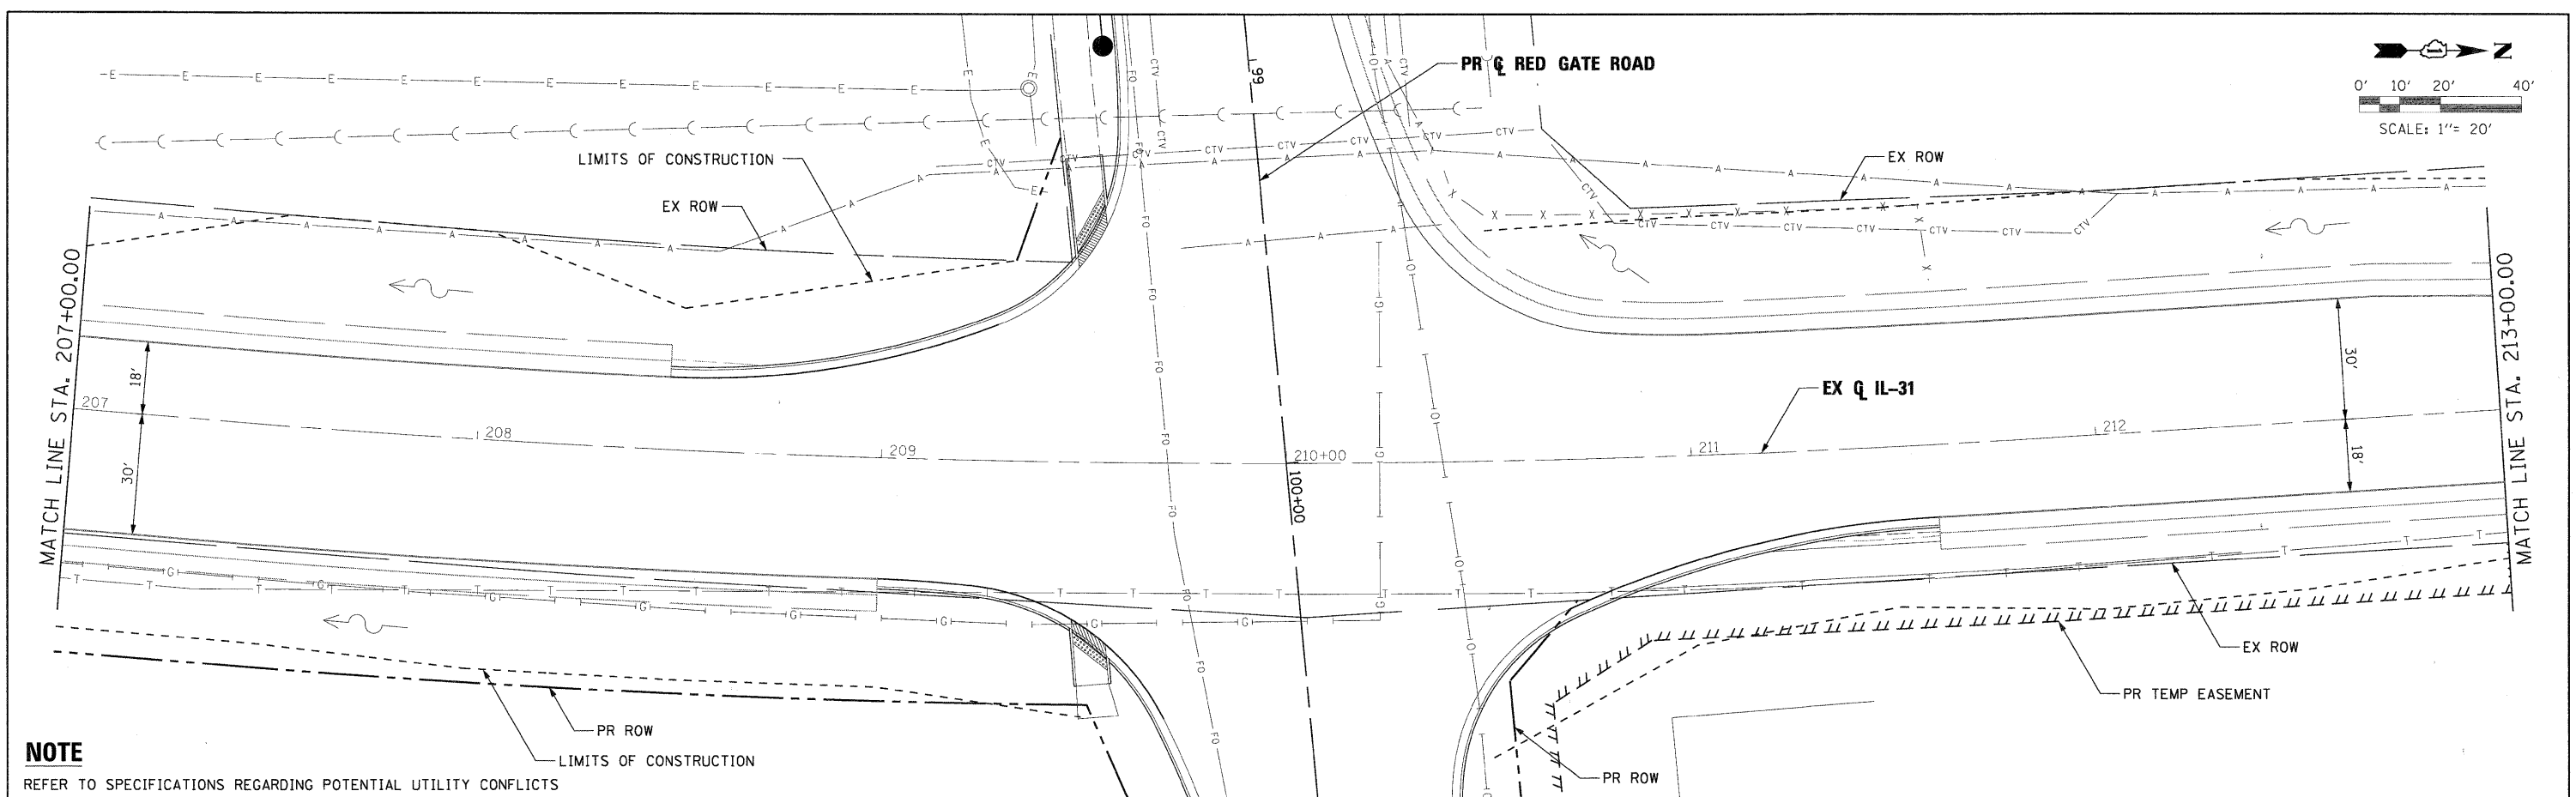 PR ℄ RED GATE ROAD
N
0' 10' 20' 40'
SCALE: 1"= 20'
99
LIMITS OF CONSTRUCTION
EX ROW
EX ROW
MATCH LINE STA. 207+00.00
18'
30'
207
208
209
210+00
100+00
211
212
EX ℄ IL-31
30'
18'
MATCH LINE STA. 213+00.00
EX ROW
PR TEMP EASEMENT
PR ROW
PR ROW
LIMITS OF CONSTRUCTION
NOTE
REFER TO SPECIFICATIONS REGARDING POTENTIAL UTILITY CONFLICTS